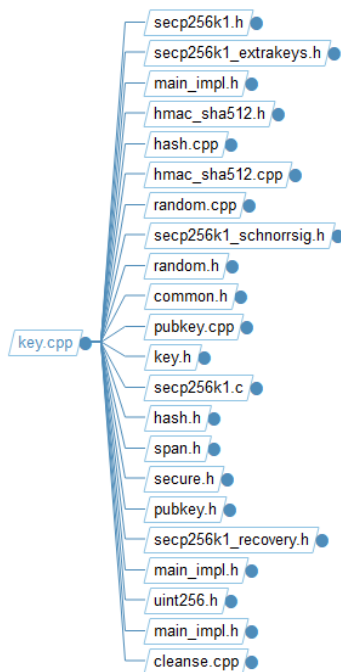 secp256k1.h
secp256k1_extrakeys.h
main_impl.h
hmac_sha512.h
hash.cpp
hmac_sha512.cpp
random.cpp
secp256k1_schnorrsig.h
random.h
common.h
pubkey.cpp
key.cpp
key.h
secp256k1.c
hash.h
span.h
secure.h
pubkey.h
secp256k1_recovery.h
main_impl.h
uint256.h
main_impl.h
cleanse.cpp